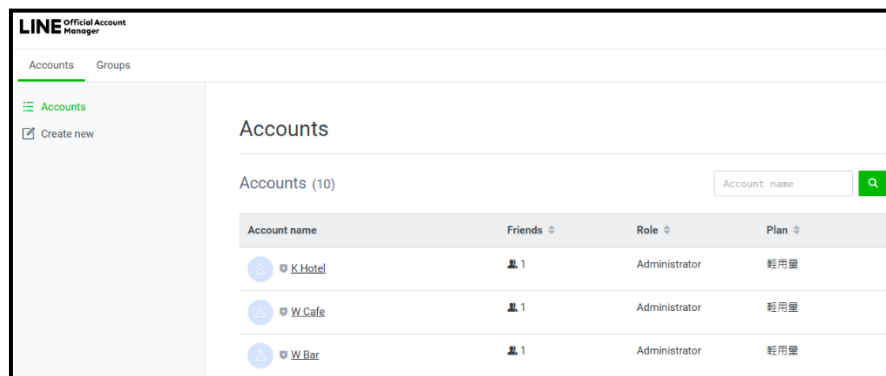 LINE Official Account Manager
Accounts Groups
Accounts
Create new
Accounts
Accounts (10)
Account name
Account name Friends Role Plan
K Hotel 1 Administrator 輕用量
W Cafe 1 Administrator 輕用量
W Bar 1 Administrator 輕用量